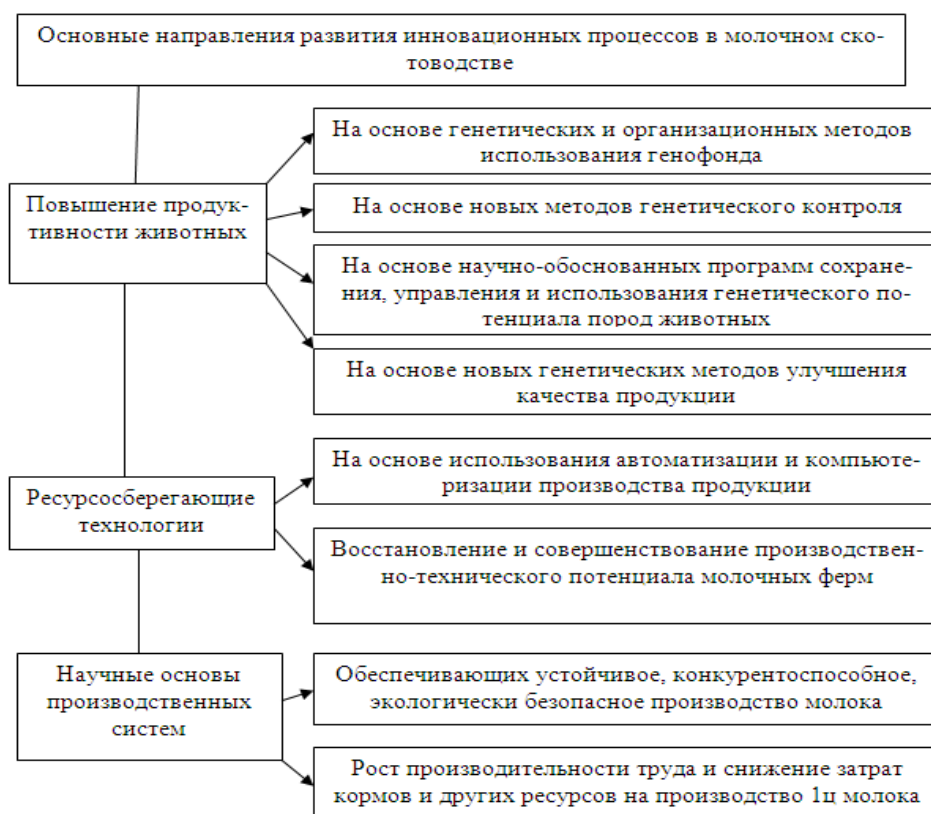 Основные направления развития инновационных процессов в молочном ско-
товодстве
Повышение продук-
тивности животных
На основе генетических и организационных методов
использования генофонда
На основе новых методов генетического контроля
На основе научно-обоснованных программ сохране-
ния, управления и использования генетического по-
тенциала пород животных
На основе новых генетических методов улучшения
качества продукции
Ресурсосберегающие
технологии
На основе использования автоматизации и компьюте-
ризации производства продукции
Восстановление и совершенствование производствен-
но-технического потенциала молочных ферм
Научные основы
производственных
систем
Обеспечивающих устойчивое, конкурентоспособное,
экологически безопасное производство молока
Рост производительности труда и снижение затрат
кормов и других ресурсов на производство 1ц молока